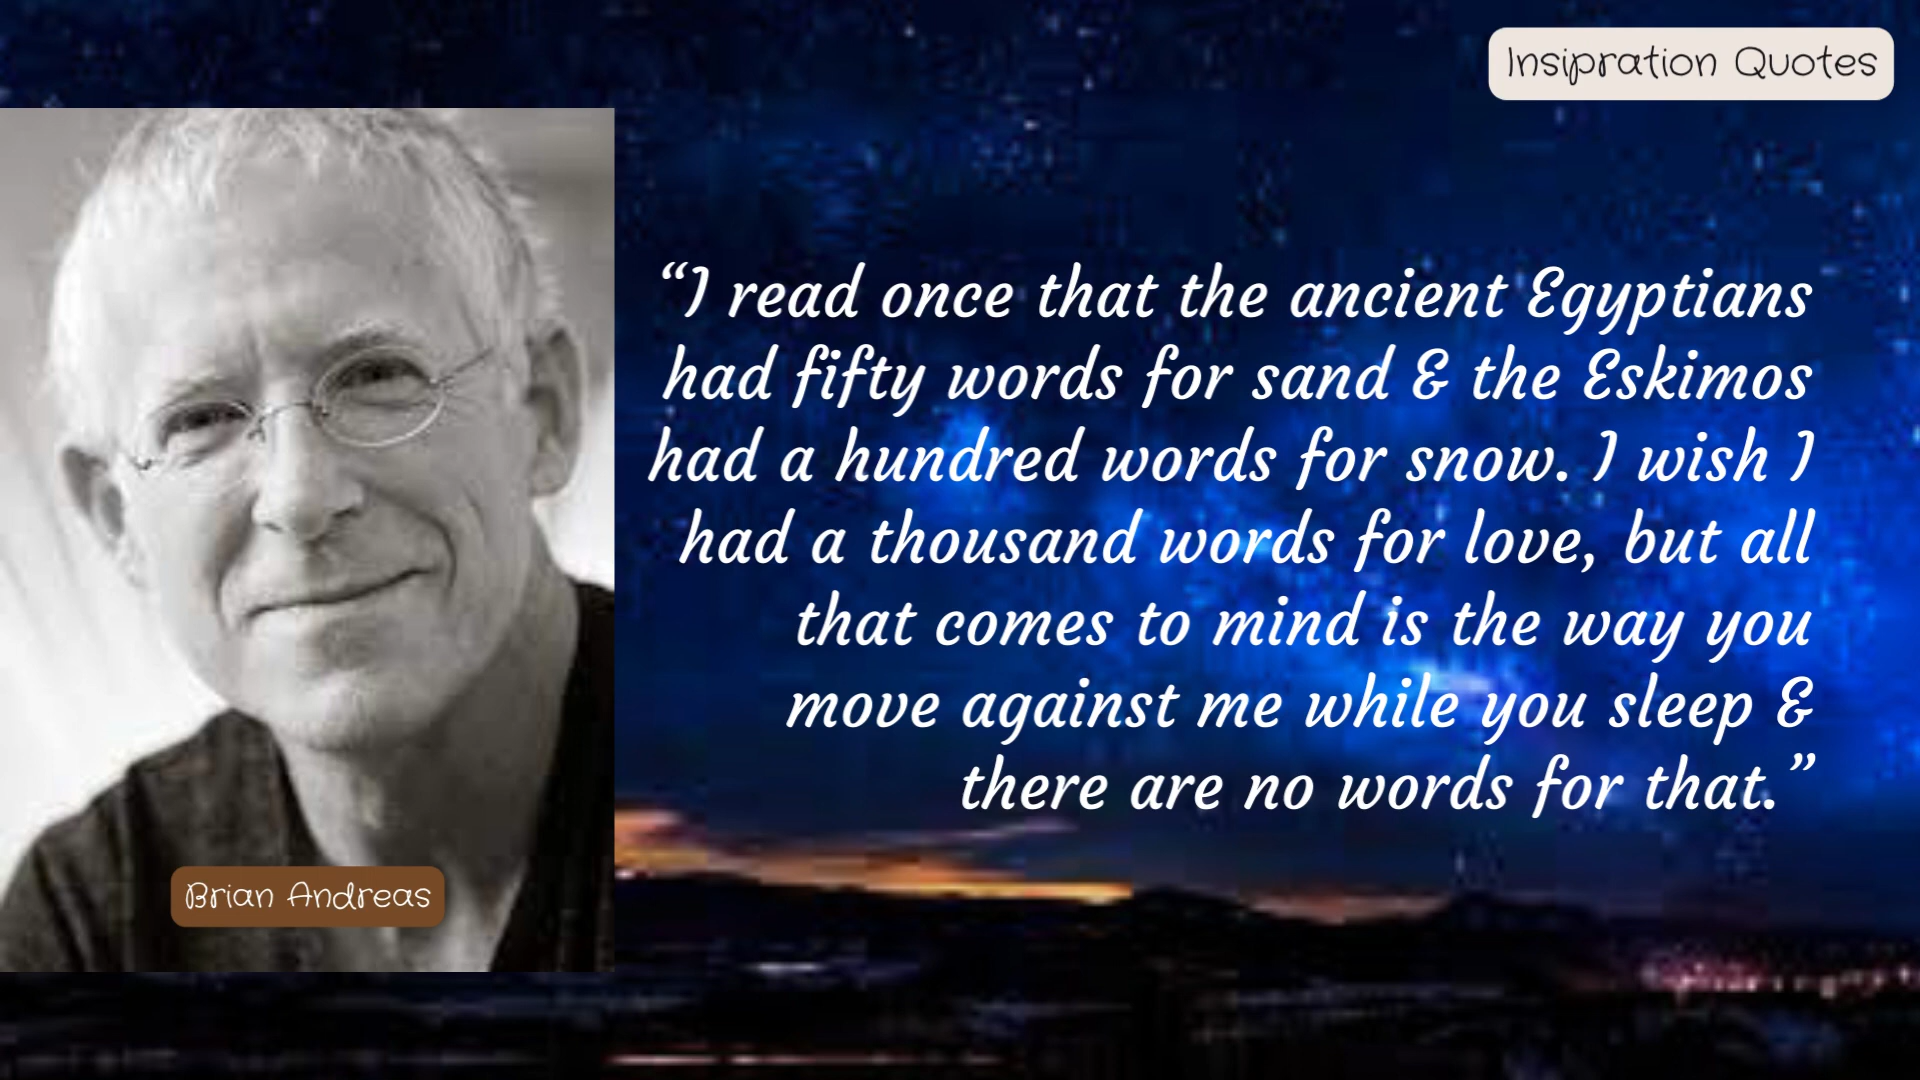 Insipration Quotes
“I read once that the ancient Egyptians
had fifty words for sand & the Eskimos
had a hundred words for snow. I wish I
had a thousand words for love, but all
that comes to mind is the way you
move against me while you sleep &
there are no words for that.”
Brian Andreas